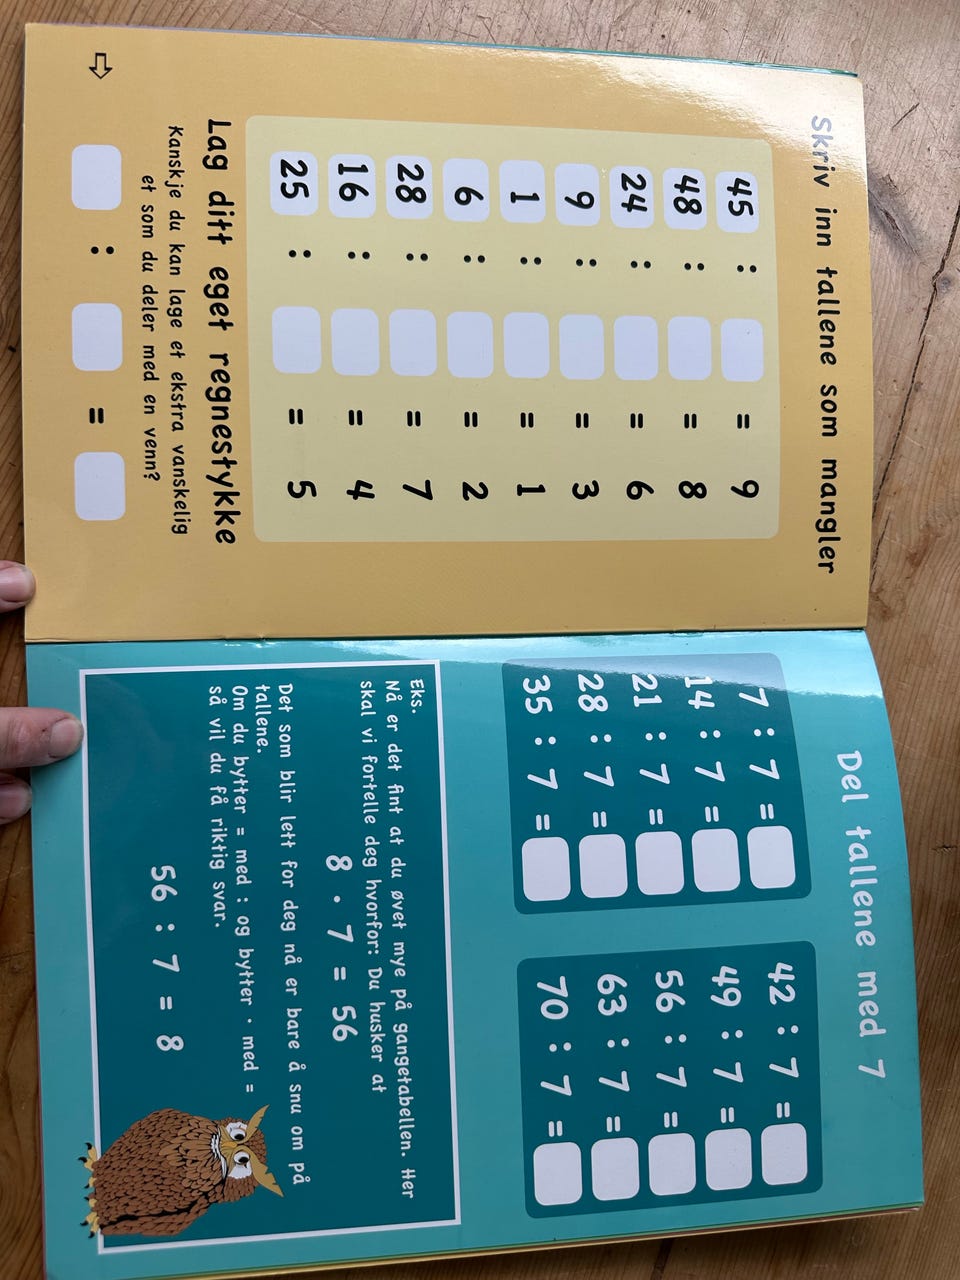 Skriv inn tallene som mangler
45 : = 9
48 : = 8
24 : = 6
9 : = 3
1 : = 1
6 : = 2
28 : = 7
16 : = 4
25 : = 5
Lag ditt eget regnestykke
Kanskje du kan lage et ekstra vanskelig
et som du deler med en venn?
: =
Del tallene med 7
7 : 7 =
14 : 7 =
21 : 7 =
28 : 7 =
35 : 7 =
42 : 7 =
49 : 7 =
56 : 7 =
63 : 7 =
70 : 7 =
Eks.
Nå er det fint at du øvet mye på gangetabellen. Her
skal vi fortelle deg hvorfor: Du husker at
8 · 7 = 56
Det som blir lett for deg nå er bare å snu om på
tallene.
Om du bytter = med : og bytter · med =
så vil du få riktig svar.
56 : 7 = 8